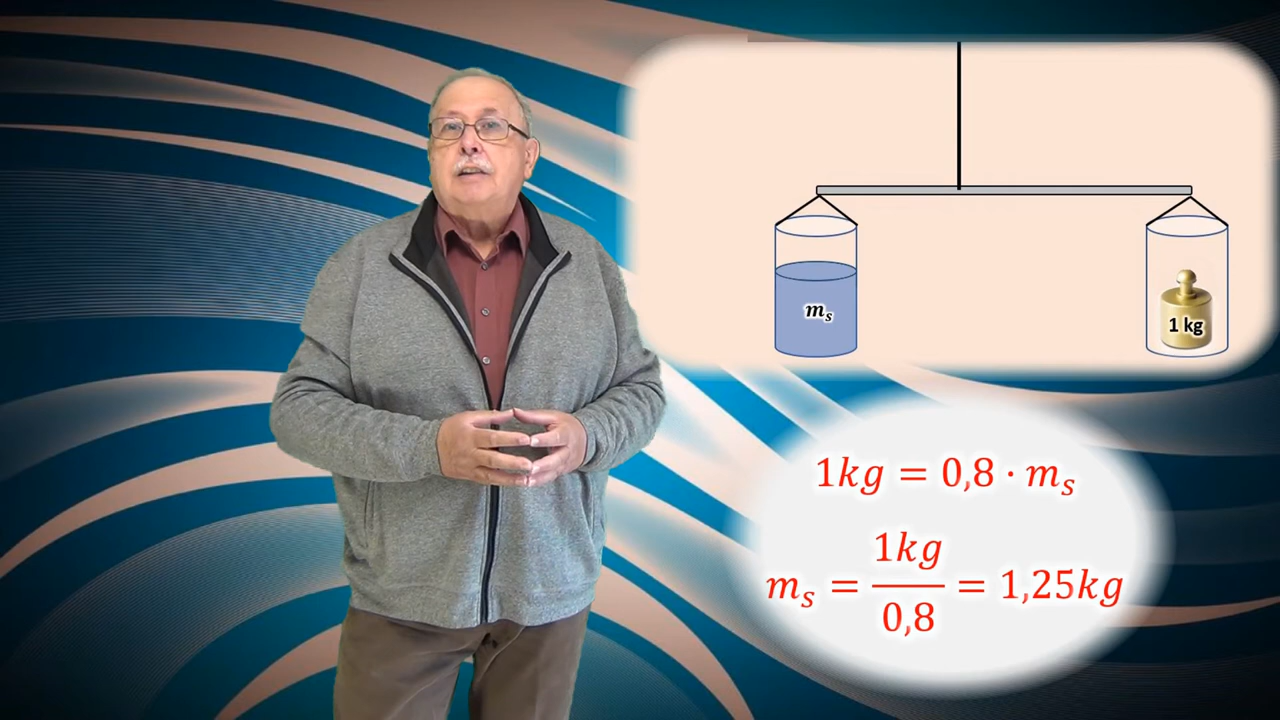 m_s
1 kg
1kg = 0,8 · m_s
m_s = 1kg/0,8 = 1,25kg